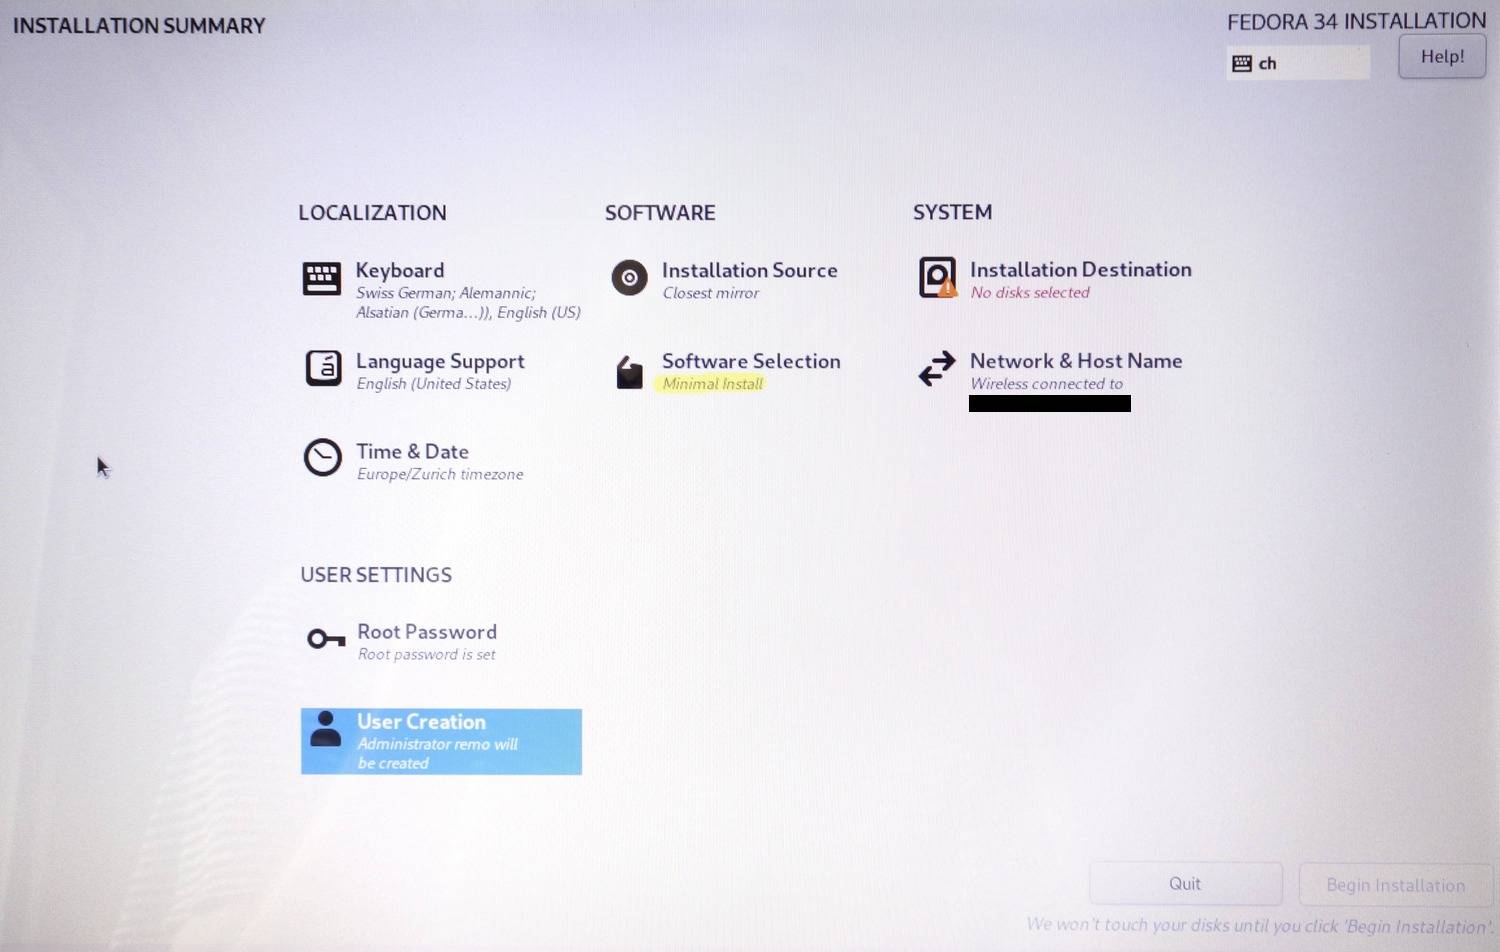 INSTALLATION SUMMARY
FEDORA 34 INSTALLATION
ch
Help!
LOCALIZATION
Keyboard
Swiss German; Alemannic;
Alsatian (Germa...)), English (US)
Language Support
English (United States)
Time & Date
Europe/Zurich timezone
SOFTWARE
Installation Source
Closest mirror
Software Selection
Minimal Install
SYSTEM
Installation Destination
No disks selected
Network & Host Name
Wireless connected to
USER SETTINGS
Root Password
Root password is set
User Creation
Administrator remo will
be created
Quit
Begin Installation
We won't touch your disks until you click 'Begin Installation'.